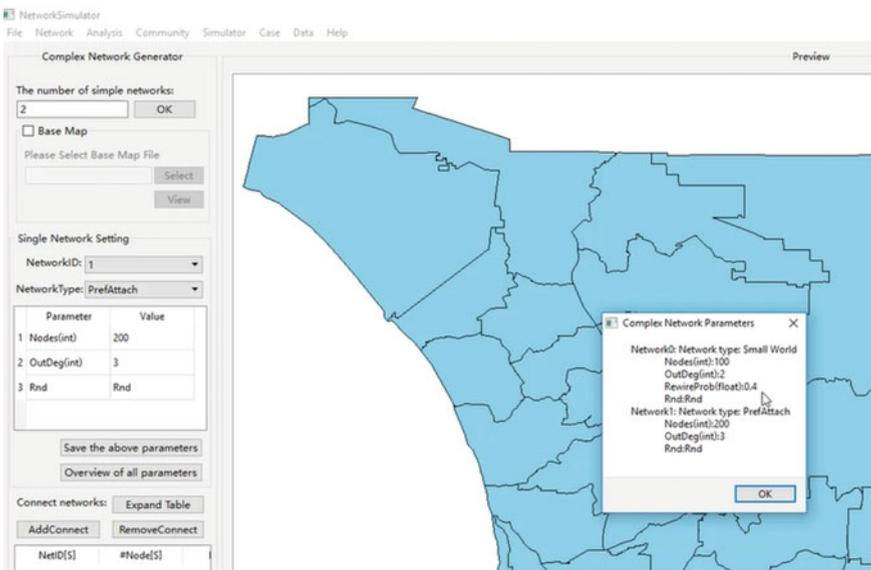 NetworkSimulator
File Network Analysis Community Simulator Case Data Help
Complex Network Generator
Preview
The number of simple networks:
2 OK
Base Map
Please Select Base Map File
Select
View
Single Network Setting
NetworkID: 1
NetworkType: PrefAttach
Parameter Value
1 Nodes(int) 200
2 OutDeg(int) 3
3 Rnd Rnd
Save the above parameters
Overview of all parameters
Connect networks: Expand Table
AddConnect RemoveConnect
NetID[S] #Node[S]
Complex Network Parameters
Network0: Network type: Small World
Nodes(int):100
OutDeg(int):2
RewireProb(float):0.4
Rnd:Rnd
Network1: Network type: PrefAttach
Nodes(int):200
OutDeg(int):3
Rnd:Rnd
OK